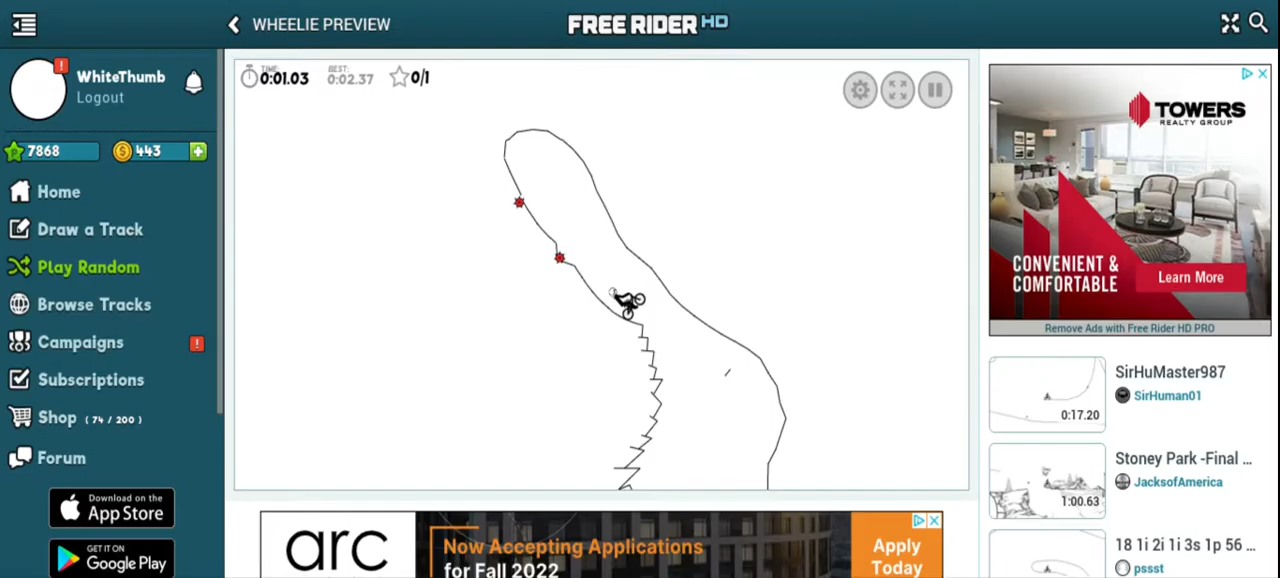 WHEELIE PREVIEW
FREE RIDER HD
WhiteThumb
Logout
7868
443
Home
Draw a Track
Play Random
Browse Tracks
Campaigns
Subscriptions
Shop ( 74 / 200 )
Forum
Download on the
App Store
GET IT ON
Google Play
TIME:
0:01.03
BEST:
0:02.37
0/1
TOWERS
REALTY GROUP
CONVENIENT &
COMFORTABLE
Learn More
Remove Ads with Free Rider HD PRO
SirHuMaster987
SirHuman01
0:17.20
Stoney Park -Final ...
JacksofAmerica
1:00.63
18 1i 2i 1i 3s 1p 56 ...
pssst
arc
Now Accepting Applications
for Fall 2022
Apply
Today